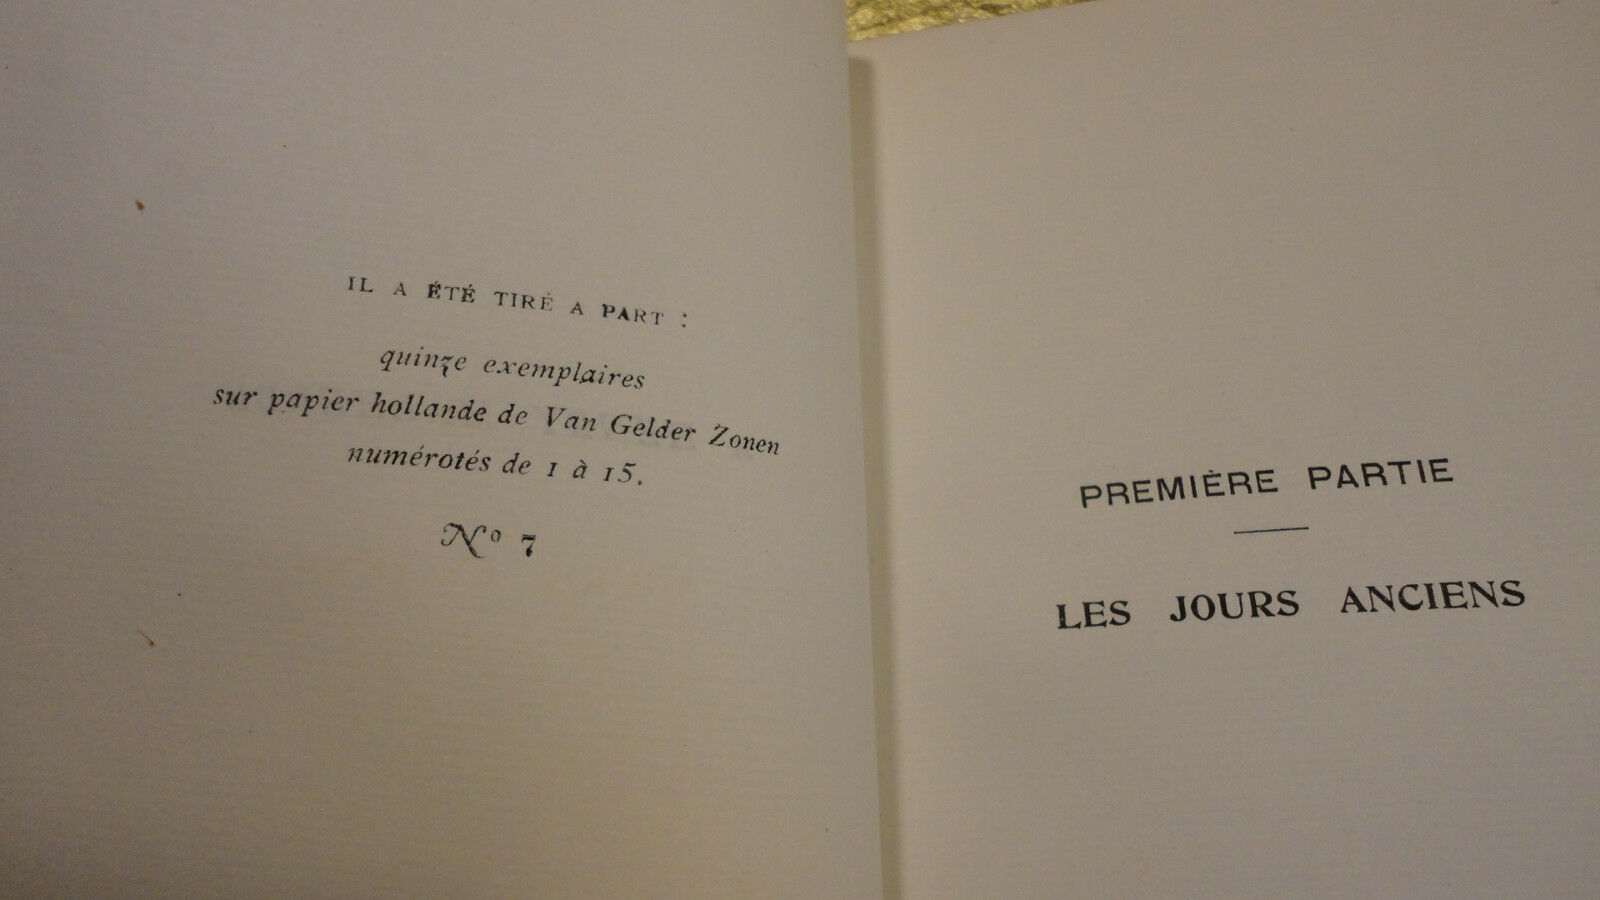 IL A ÉTÉ TIRÉ A PART :
quinze exemplaires
sur papier hollande de Van Gelder Zonen
numérotés de 1 à 15.
Nº 7
PREMIÈRE PARTIE
LES JOURS ANCIENS